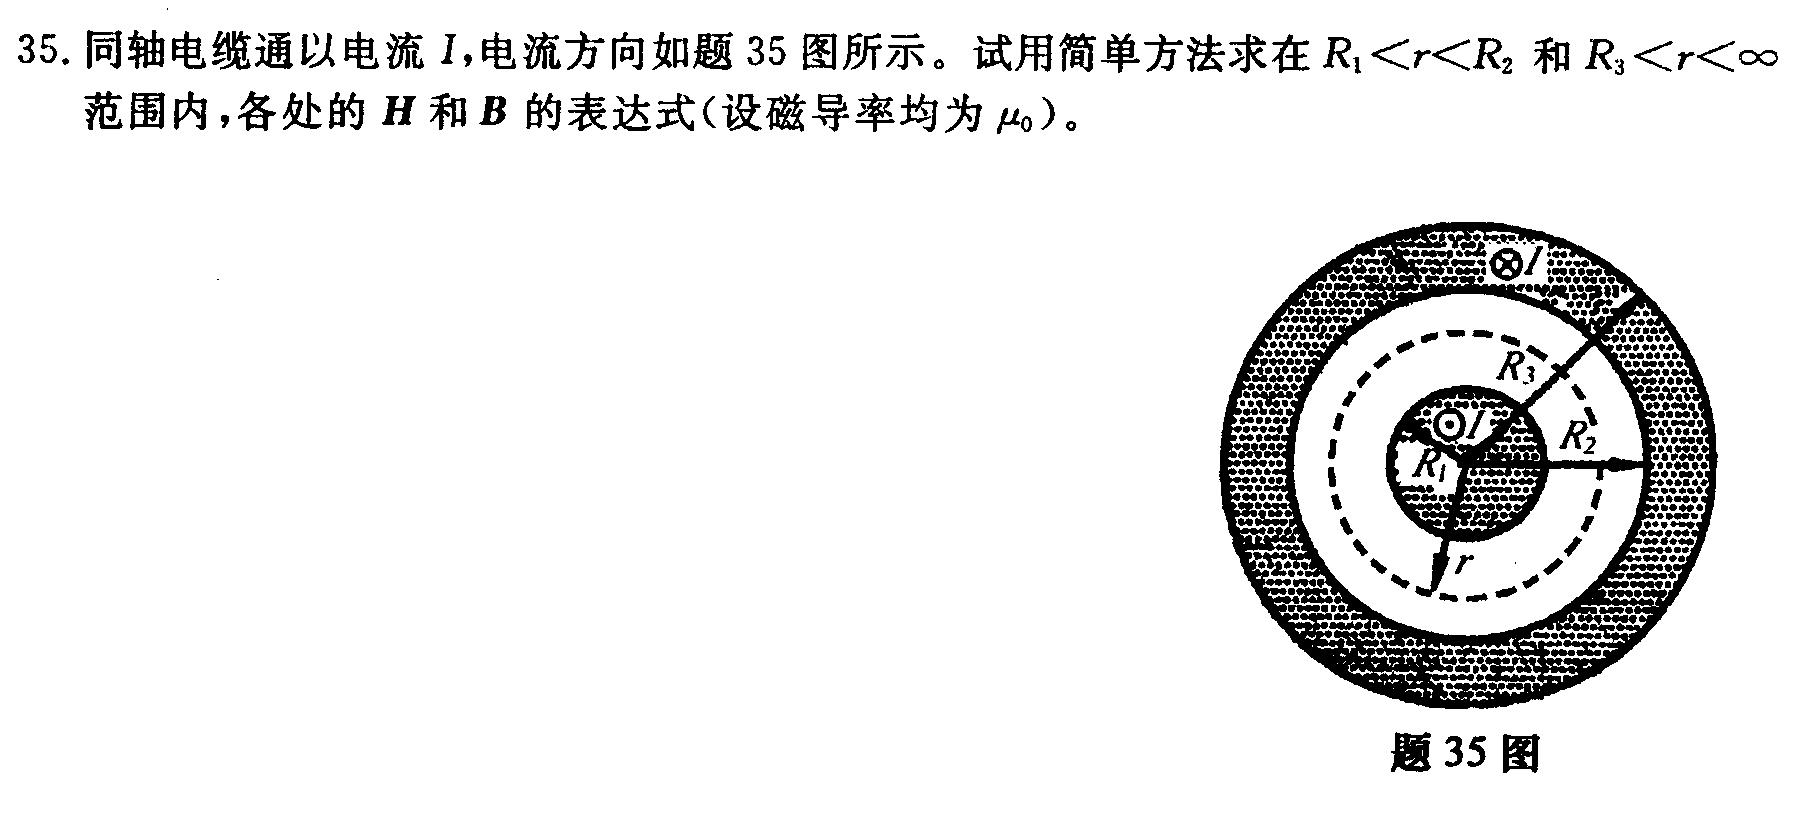 35. 同轴电缆通以电流 I,电流方向如题 35 图所示。试用简单方法求在 R₁<r<R₂ 和 R₃<r<∞
范围内,各处的 H 和 B 的表达式(设磁导率均为 μ₀)。
⊗I
R₃
⊙I
R₂
R₁
r
题 35 图